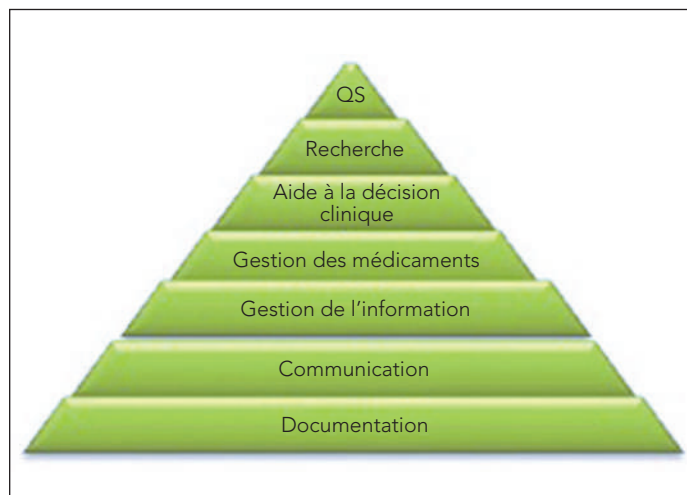 QS
Recherche
Aide à la décision
clinique
Gestion des médicaments
Gestion de l'information
Communication
Documentation